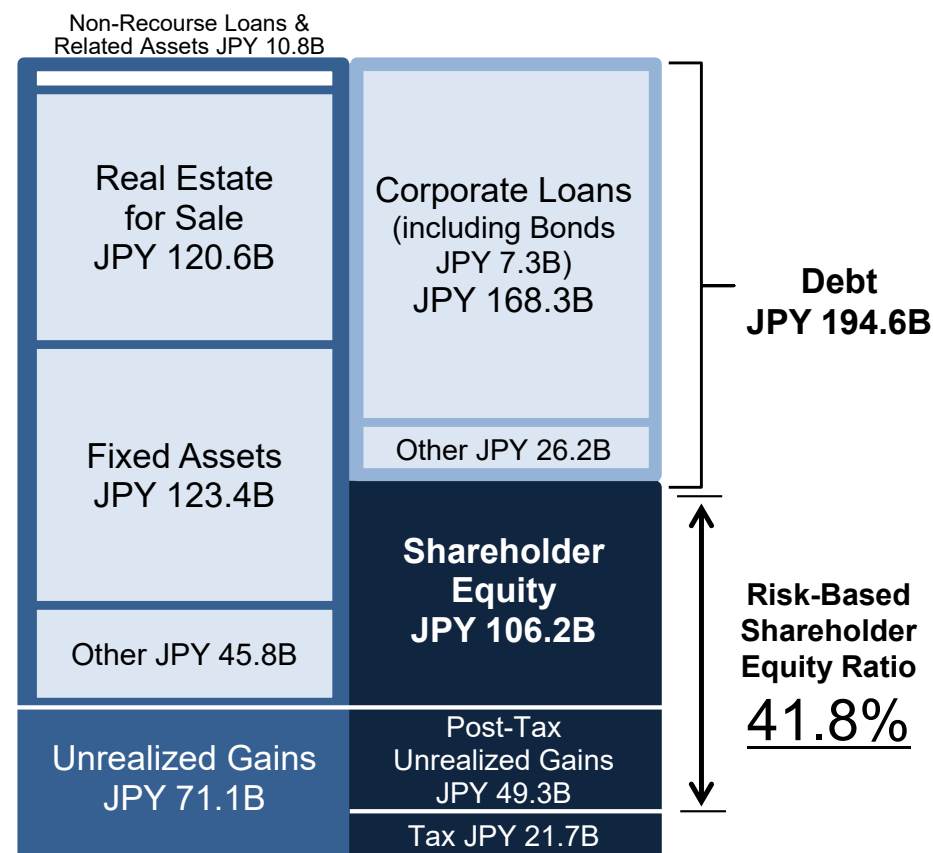 Non-Recourse Loans &
Related Assets JPY 10.8B
Real Estate
for Sale
JPY 120.6B
Fixed Assets
JPY 123.4B
Other JPY 45.8B
Unrealized Gains
JPY 71.1B
Corporate Loans
(including Bonds
JPY 7.3B)
JPY 168.3B
Other JPY 26.2B
Shareholder
Equity
JPY 106.2B
Post-Tax
Unrealized Gains
JPY 49.3B
Tax JPY 21.7B
Debt
JPY 194.6B
Risk-Based
Shareholder
Equity Ratio
41.8%